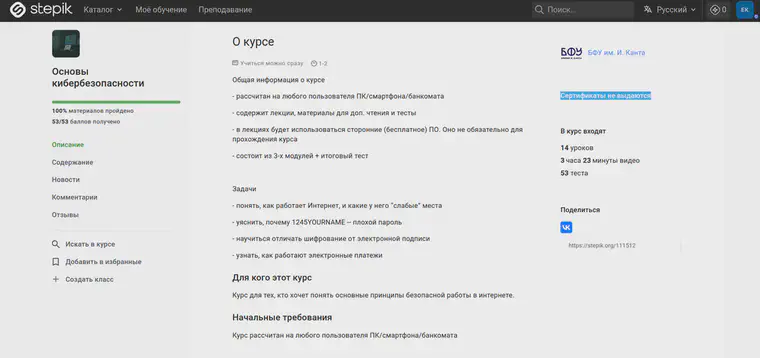 stepik
Каталог
Моё обучение
Преподавание
Поиск...
Русский
0
EK
Основы
кибербезопасности
100% материалов пройдено
53/53 баллов получено
Описание
Содержание
Новости
Комментарии
Отзывы
Искать в курсе
Добавить в избранные
Создать класс
О курсе
Учиться можно сразу
1-2
Общая информация о курсе
- рассчитан на любого пользователя ПК/смартфона/банкомата
- содержит лекции, материалы для доп. чтения и тесты
- в лекциях будет использоваться сторонние (бесплатное) ПО. Оно не обязательно для
прохождения курса
- состоит из 3-х модулей + итоговый тест
Задачи
- понять, как работает Интернет, и какие у него "слабые" места
- уяснить, почему 1245YOURNAME – плохой пароль
- научиться отличать шифрование от электронной подписи
- узнать, как работают электронные платежи
Для кого этот курс
Курс для тех, кто хочет понять основные принципы безопасной работы в интернете.
Начальные требования
Курс рассчитан на любого пользователя ПК/смартфона/банкомата
БФУ
БФУ им. И. Канта
Сертификаты не выдаются
В курс входят
14 уроков
3 часа 23 минуты видео
53 теста
Поделиться
https://stepik.org/111512